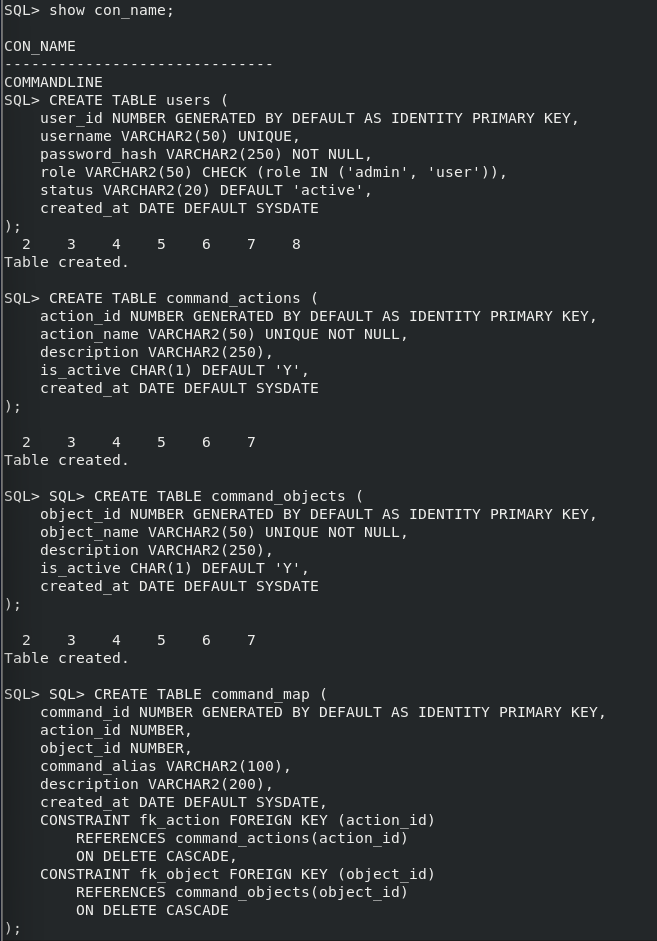 SQL> show con_name;
CON_NAME
------------------------------
COMMANDLINE
SQL> CREATE TABLE users (
    user_id NUMBER GENERATED BY DEFAULT AS IDENTITY PRIMARY KEY,
    username VARCHAR2(50) UNIQUE,
    password_hash VARCHAR2(250) NOT NULL,
    role VARCHAR2(50) CHECK (role IN ('admin', 'user')),
    status VARCHAR2(20) DEFAULT 'active',
    created_at DATE DEFAULT SYSDATE
);
  2    3    4    5    6    7    8
Table created.
SQL> CREATE TABLE command_actions (
    action_id NUMBER GENERATED BY DEFAULT AS IDENTITY PRIMARY KEY,
    action_name VARCHAR2(50) UNIQUE NOT NULL,
    description VARCHAR2(250),
    is_active CHAR(1) DEFAULT 'Y',
    created_at DATE DEFAULT SYSDATE
);
  2    3    4    5    6    7
Table created.
SQL> SQL> CREATE TABLE command_objects (
    object_id NUMBER GENERATED BY DEFAULT AS IDENTITY PRIMARY KEY,
    object_name VARCHAR2(50) UNIQUE NOT NULL,
    description VARCHAR2(250),
    is_active CHAR(1) DEFAULT 'Y',
    created_at DATE DEFAULT SYSDATE
);
  2    3    4    5    6    7
Table created.
SQL> SQL> CREATE TABLE command_map (
    command_id NUMBER GENERATED BY DEFAULT AS IDENTITY PRIMARY KEY,
    action_id NUMBER,
    object_id NUMBER,
    command_alias VARCHAR2(100),
    description VARCHAR2(200),
    created_at DATE DEFAULT SYSDATE,
    CONSTRAINT fk_action FOREIGN KEY (action_id)
        REFERENCES command_actions(action_id)
        ON DELETE CASCADE,
    CONSTRAINT fk_object FOREIGN KEY (object_id)
        REFERENCES command_objects(object_id)
        ON DELETE CASCADE
);